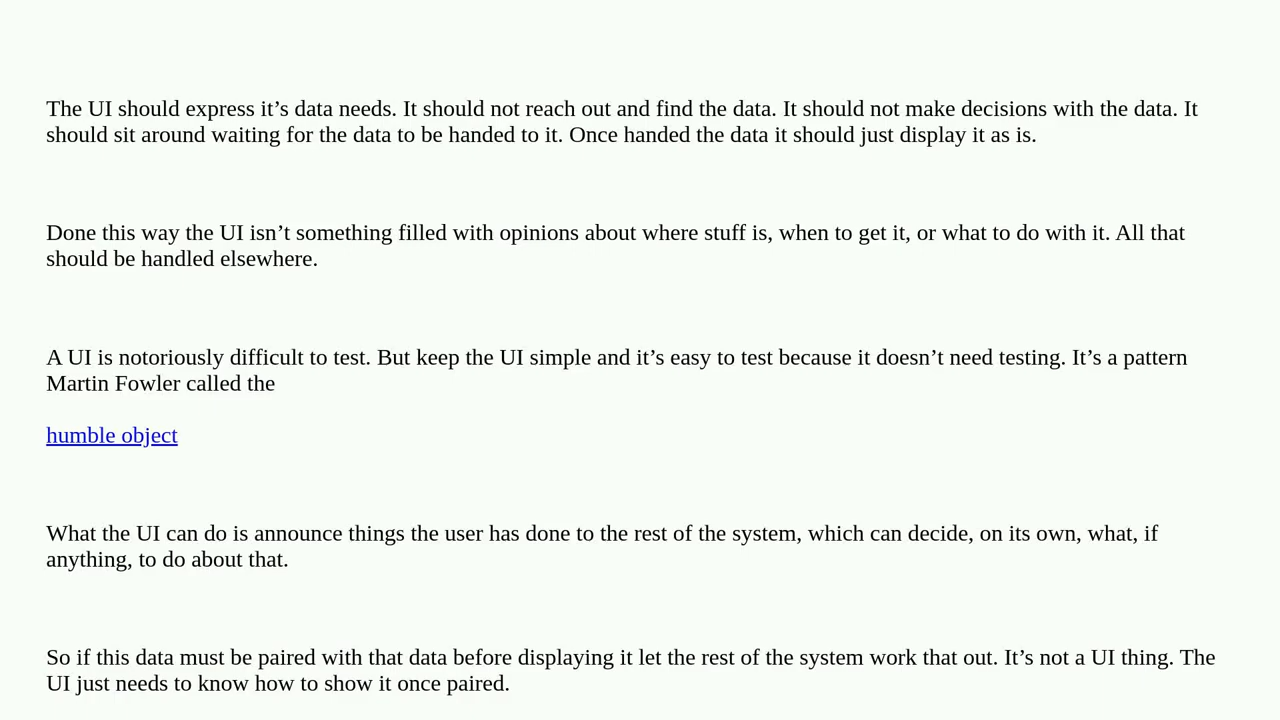 The UI should express it’s data needs. It should not reach out and find the data. It should not make decisions with the data. It
should sit around waiting for the data to be handed to it. Once handed the data it should just display it as is.
Done this way the UI isn’t something filled with opinions about where stuff is, when to get it, or what to do with it. All that
should be handled elsewhere.
A UI is notoriously difficult to test. But keep the UI simple and it’s easy to test because it doesn’t need testing. It’s a pattern
Martin Fowler called the
humble object
What the UI can do is announce things the user has done to the rest of the system, which can decide, on its own, what, if
anything, to do about that.
So if this data must be paired with that data before displaying it let the rest of the system work that out. It’s not a UI thing. The
UI just needs to know how to show it once paired.